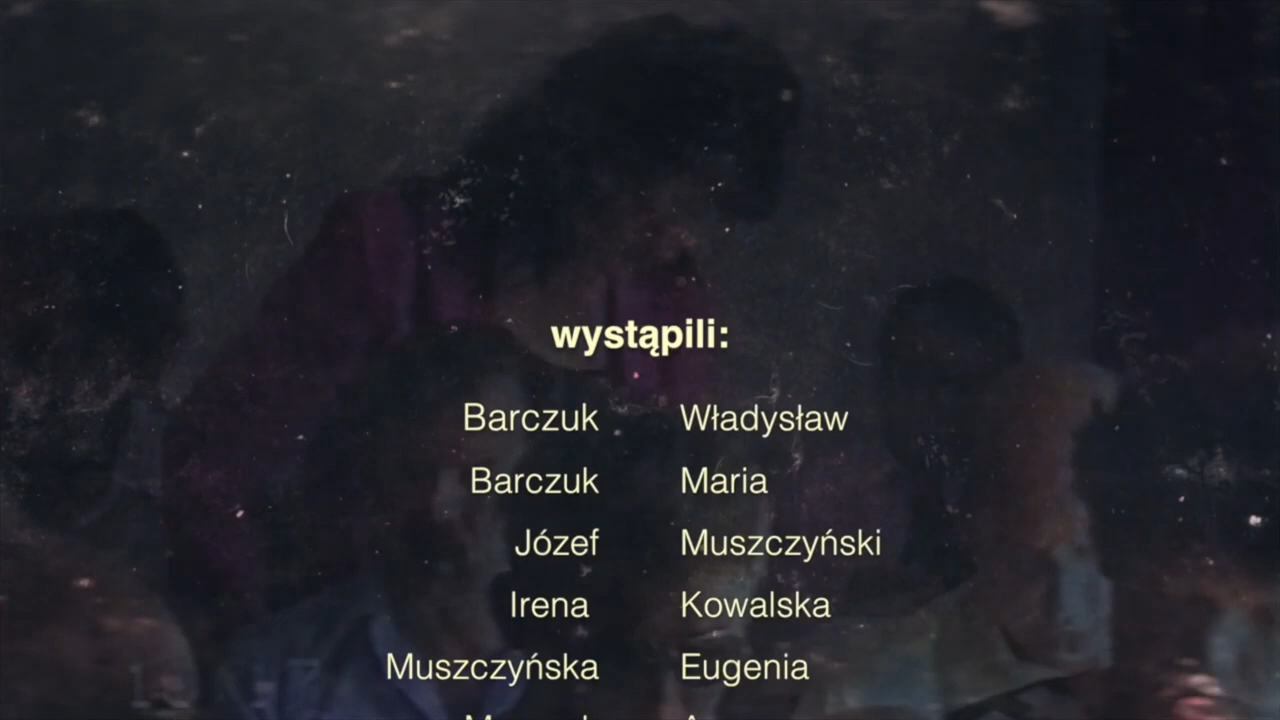 wystąpili:
Barczuk Władysław
Barczuk Maria
Józef Muszczyński
Irena Kowalska
Muszczyńska Eugenia